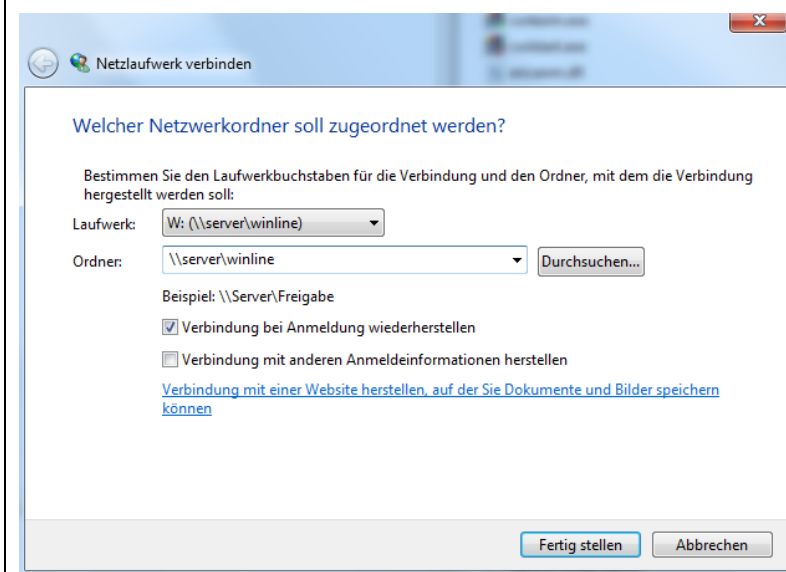 Netzlaufwerk verbinden
Welcher Netzwerkordner soll zugeordnet werden?
Bestimmen Sie den Laufwerkbuchstaben für die Verbindung und den Ordner, mit dem die Verbindung
hergestellt werden soll:
Laufwerk: W: (\\server\winline)
Ordner: \\server\winline Durchsuchen...
Beispiel: \\Server\Freigabe
Verbindung bei Anmeldung wiederherstellen
Verbindung mit anderen Anmeldeinformationen herstellen
Verbindung mit einer Website herstellen, auf der Sie Dokumente und Bilder speichern
können
Fertig stellen Abbrechen